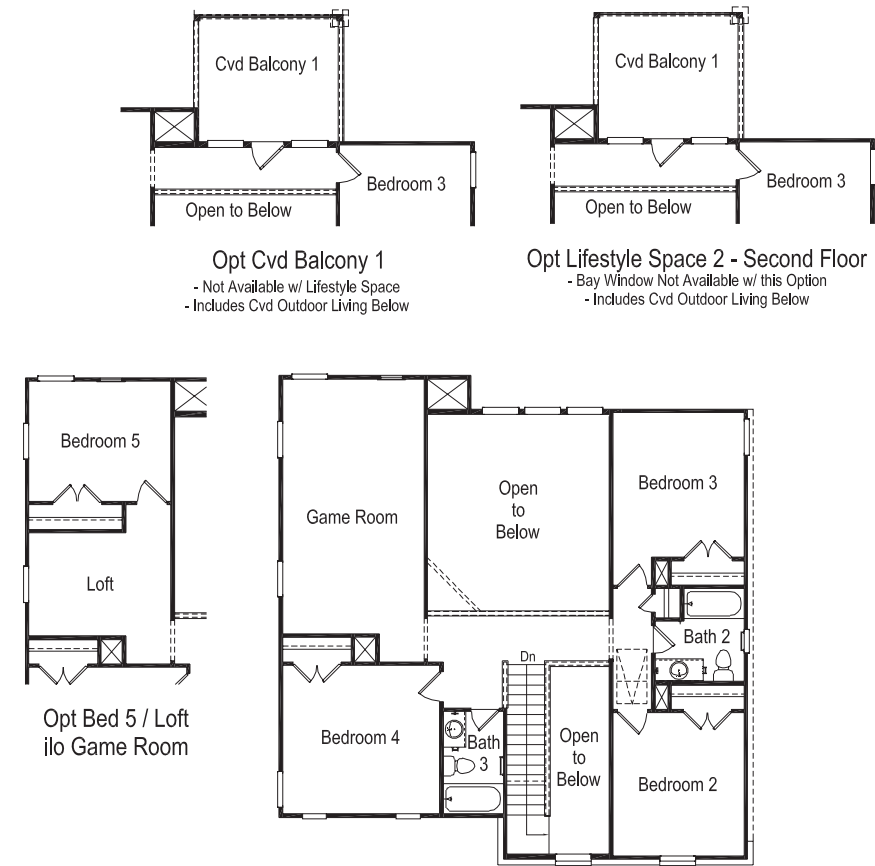 Cvd Balcony 1
Bedroom 3
Open to Below
Opt Cvd Balcony 1
- Not Available w/ Lifestyle Space
- Includes Cvd Outdoor Living Below
Cvd Balcony 1
Bedroom 3
Open to Below
Opt Lifestyle Space 2 - Second Floor
- Bay Window Not Available w/ this Option
- Includes Cvd Outdoor Living Below
Bedroom 5
Loft
Opt Bed 5 / Loft
ilo Game Room
Game Room
Open
to
Below
Bedroom 3
Bath 2
Dn
Bedroom 4
Bath
3
Open
to
Below
Bedroom 2